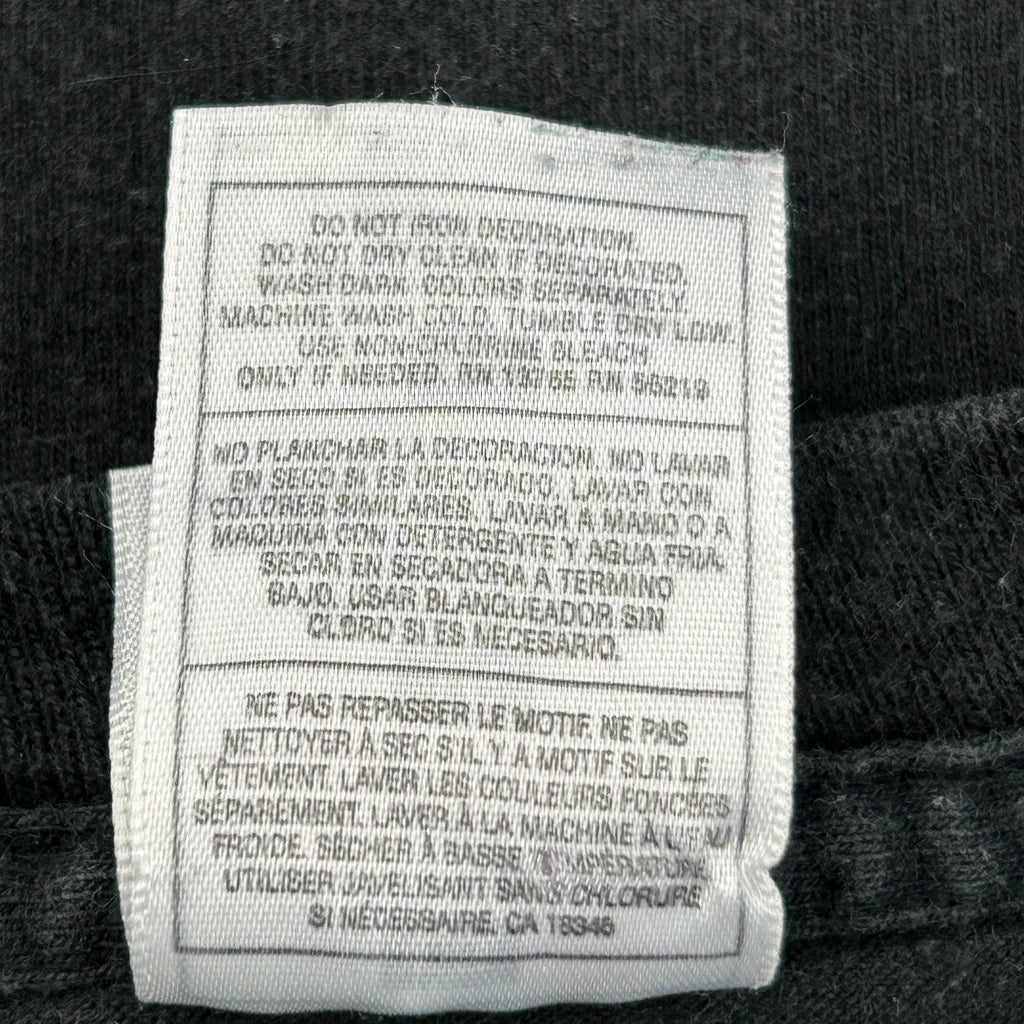 DO NOT IRON DECORATION.
DO NOT DRY CLEAN IF DECORATED.
WASH DARK COLORS SEPARATELY.
MACHINE WASH COLD. TUMBLE DRY LOW.
USE NON-CHLORINE BLEACH
ONLY IF NEEDED. RN 13765 RN 56213
NO PLANCHAR LA DECORACION. NO LAVAR
EN SECO SI ES DECORADO. LAVAR CON
COLORES SIMILARES. LAVAR A MANO O A
MAQUINA CON DETERGENTE Y AGUA FRIA.
SECAR EN SECADORA A TERMINO
BAJO. USAR BLANQUEADOR SIN
CLORO SI ES NECESARIO.
NE PAS REPASSER LE MOTIF. NE PAS
NETTOYER À SEC S'IL Y A MOTIF SUR LE
VÊTEMENT. LAVER LES COULEURS FONCÉES
SÉPARÉMENT. LAVER À LA MACHINE À L'EAU
FROIDE. SÉCHER À BASSE TEMPÉRATURE
UTILISER JAVELISANT SANS CHLORURE
SI NÉCESSAIRE. CA 18346